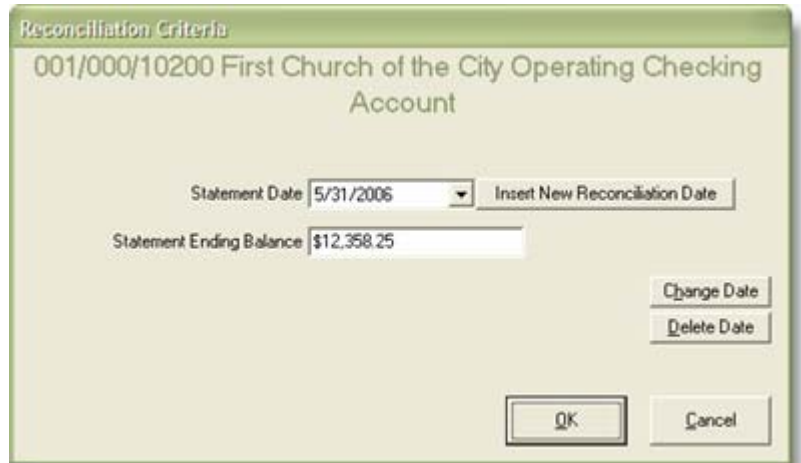 Reconciliation Criteria
001/000/10200 First Church of the City Operating Checking
Account
Statement Date 5/31/2006 Insert New Reconciliation Date
Statement Ending Balance $12,358.25
Change Date
Delete Date
OK Cancel